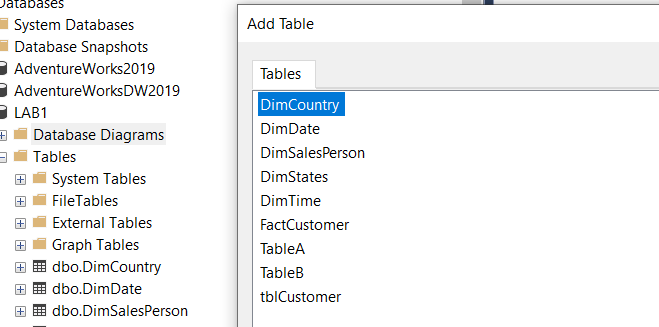 Databases
System Databases
Database Snapshots
AdventureWorks2019
AdventureWorksDW2019
LAB1
Database Diagrams
Tables
System Tables
FileTables
External Tables
Graph Tables
dbo.DimCountry
dbo.DimDate
dbo.DimSalesPerson
Add Table
Tables
DimCountry
DimDate
DimSalesPerson
DimStates
DimTime
FactCustomer
TableA
TableB
tblCustomer